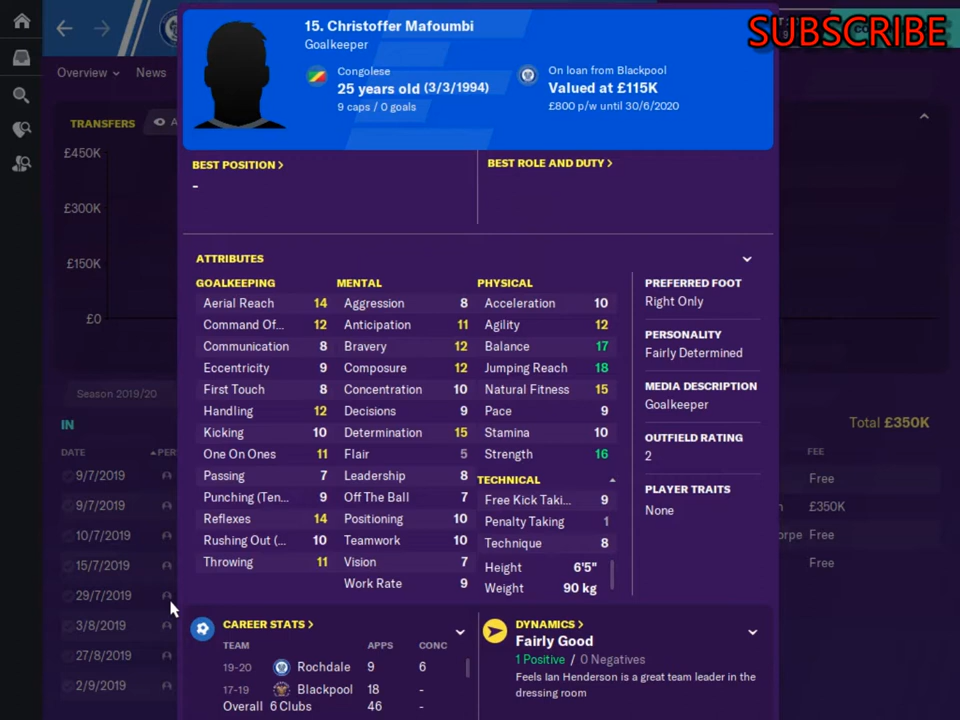 SUBSCRIBE
15. Christoffer Mafoumbi
Goalkeeper
Congolese
25 years old (3/3/1994)
9 caps / 0 goals
On loan from Blackpool
Valued at £115K
£800 p/w until 30/6/2020
Overview
News
TRANSFERS
£450K
£300K
£150K
£0
Season 2019/20
BEST POSITION >
-
BEST ROLE AND DUTY >
ATTRIBUTES
GOALKEEPING
Aerial Reach 14
Command Of... 12
Communication 8
Eccentricity 9
First Touch 8
Handling 12
Kicking 10
One On Ones 11
Passing 7
Punching (Ten... 9
Reflexes 14
Rushing Out (... 10
Throwing 11
MENTAL
Aggression 8
Anticipation 11
Bravery 12
Composure 12
Concentration 10
Decisions 9
Determination 15
Flair 5
Leadership 8
Off The Ball 7
Positioning 10
Teamwork 10
Vision 7
Work Rate 9
PHYSICAL
Acceleration 10
Agility 12
Balance 17
Jumping Reach 18
Natural Fitness 15
Pace 9
Stamina 10
Strength 16
TECHNICAL
Free Kick Taki... 9
Penalty Taking 1
Technique 8
Height 6'5"
Weight 90 kg
PREFERRED FOOT
Right Only
PERSONALITY
Fairly Determined
MEDIA DESCRIPTION
Goalkeeper
OUTFIELD RATING
2
PLAYER TRAITS
None
IN
Total £350K
DATE PER
FEE
9/7/2019 Free
9/7/2019 £350K
10/7/2019 orpe Free
15/7/2019 Free
29/7/2019
3/8/2019
27/8/2019
2/9/2019
CAREER STATS >
TEAM APPS CONC
19-20 Rochdale 9 6
17-19 Blackpool 18 -
Overall 6 Clubs 46 -
DYNAMICS >
Fairly Good
1 Positive / 0 Negatives
Feels Ian Henderson is a great team leader in the
dressing room